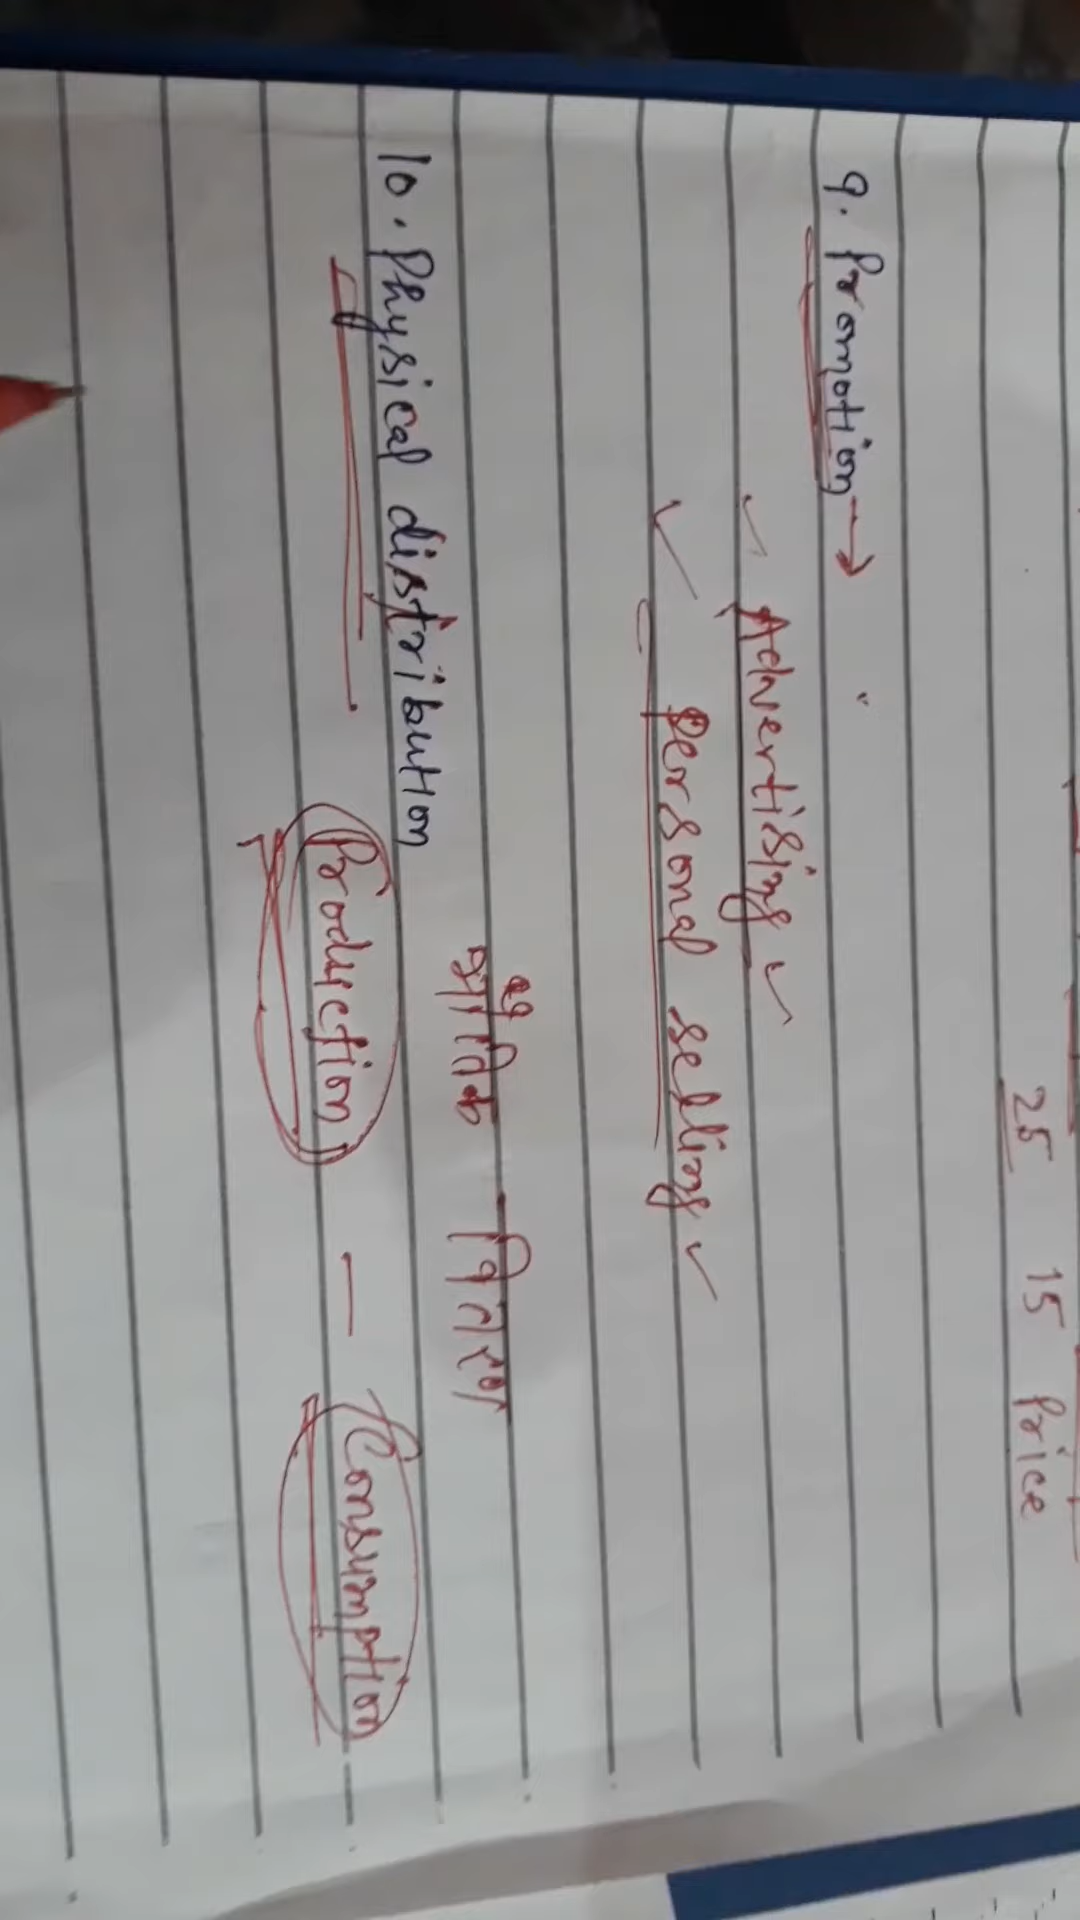 25 15 Price
9. Promotion →
✓ Advertising ✓
✓ Personal selling ✓
वितरण
10. Physical distribution
Production — Consumption